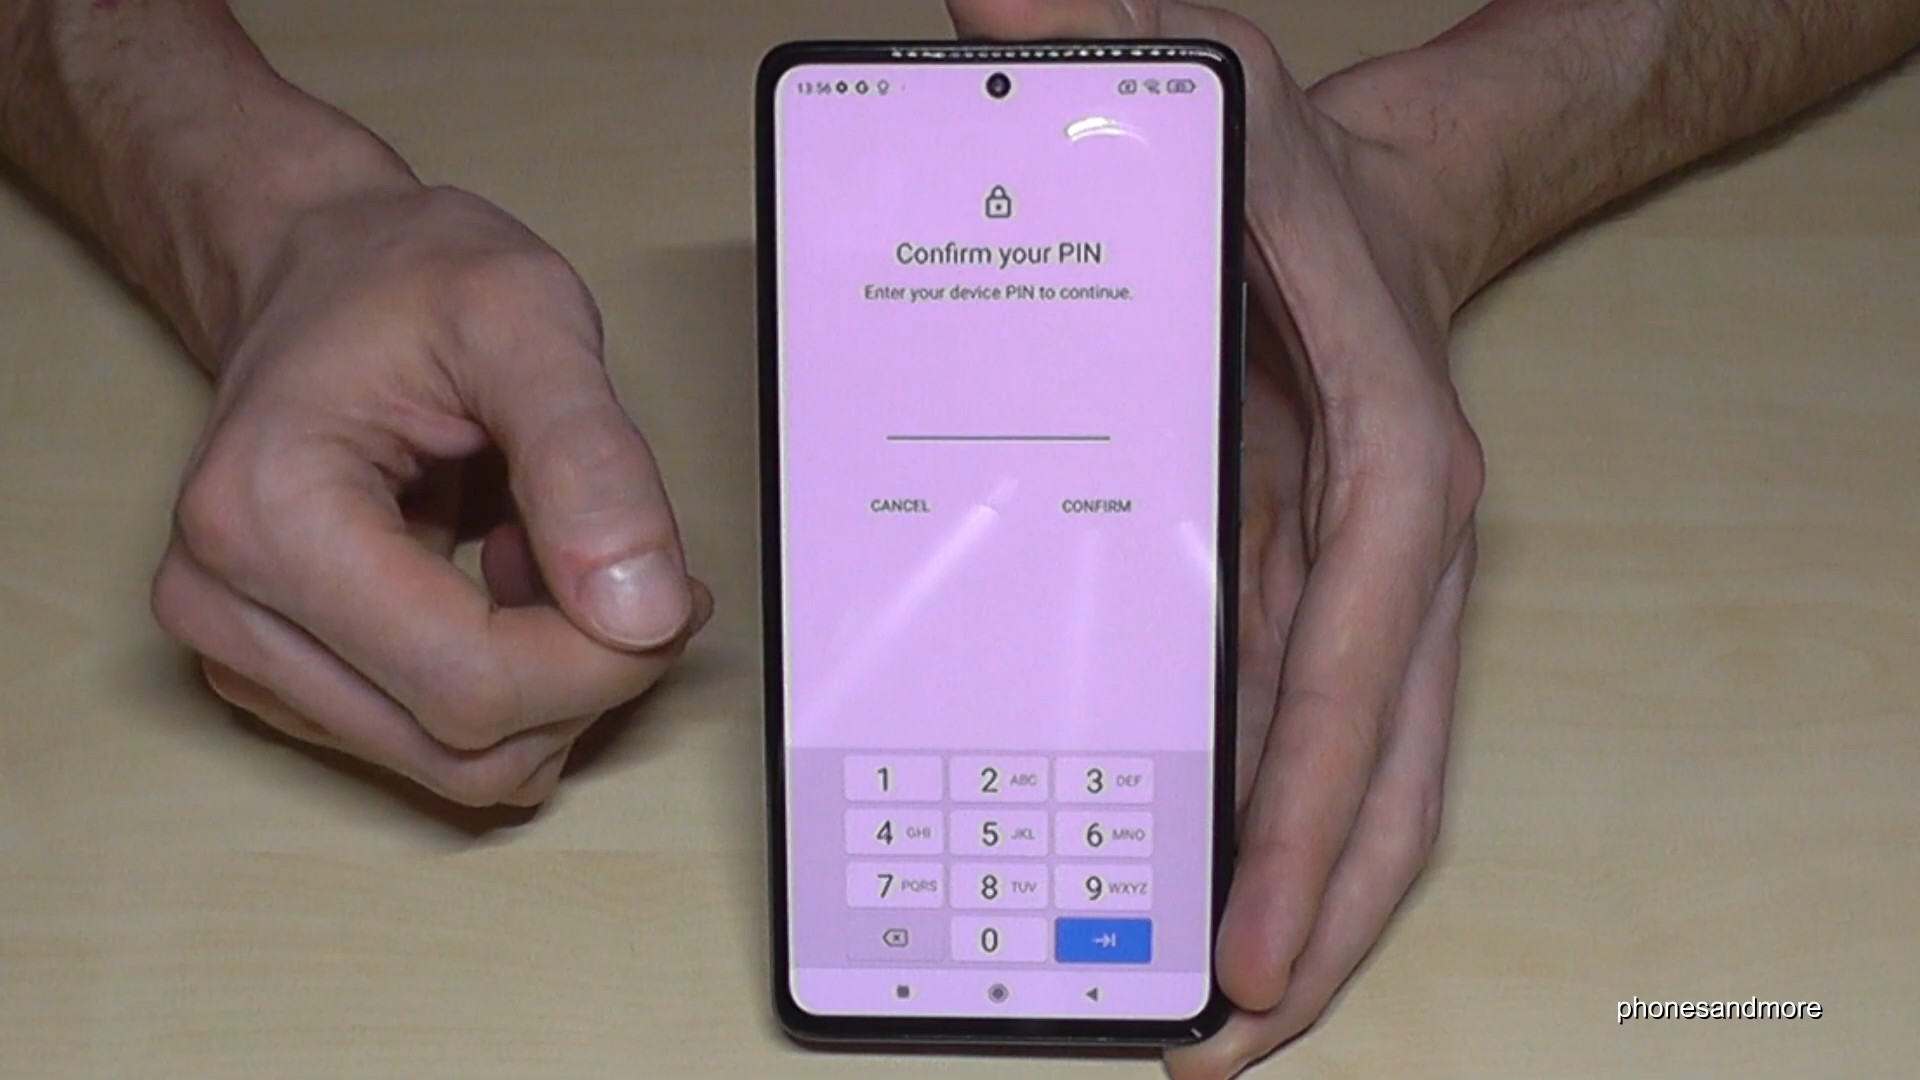 13:56
Confirm your PIN
Enter your device PIN to continue.
CANCEL CONFIRM
1 2 ABC 3 DEF
4 GHI 5 JKL 6 MNO
7 PQRS 8 TUV 9 WXYZ
0
phonesandmore